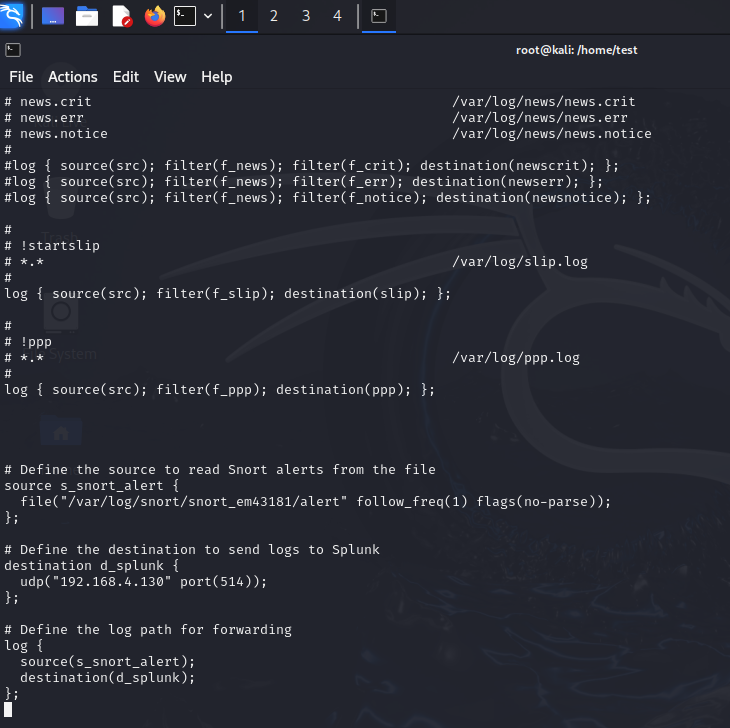 1 2 3 4
root@kali: /home/test
File Actions Edit View Help
# news.crit /var/log/news/news.crit
# news.err /var/log/news/news.err
# news.notice /var/log/news/news.notice
#
#log { source(src); filter(f_news); filter(f_crit); destination(newscrit); };
#log { source(src); filter(f_news); filter(f_err); destination(newserr); };
#log { source(src); filter(f_news); filter(f_notice); destination(newsnotice); };
#
# !startslip
# *.* /var/log/slip.log
#
log { source(src); filter(f_slip); destination(slip); };
#
# !ppp
# *.* /var/log/ppp.log
#
log { source(src); filter(f_ppp); destination(ppp); };
# Define the source to read Snort alerts from the file
source s_snort_alert {
file("/var/log/snort/snort_em43181/alert" follow_freq(1) flags(no-parse));
};
# Define the destination to send logs to Splunk
destination d_splunk {
udp("192.168.4.130" port(514));
};
# Define the log path for forwarding
log {
source(s_snort_alert);
destination(d_splunk);
};